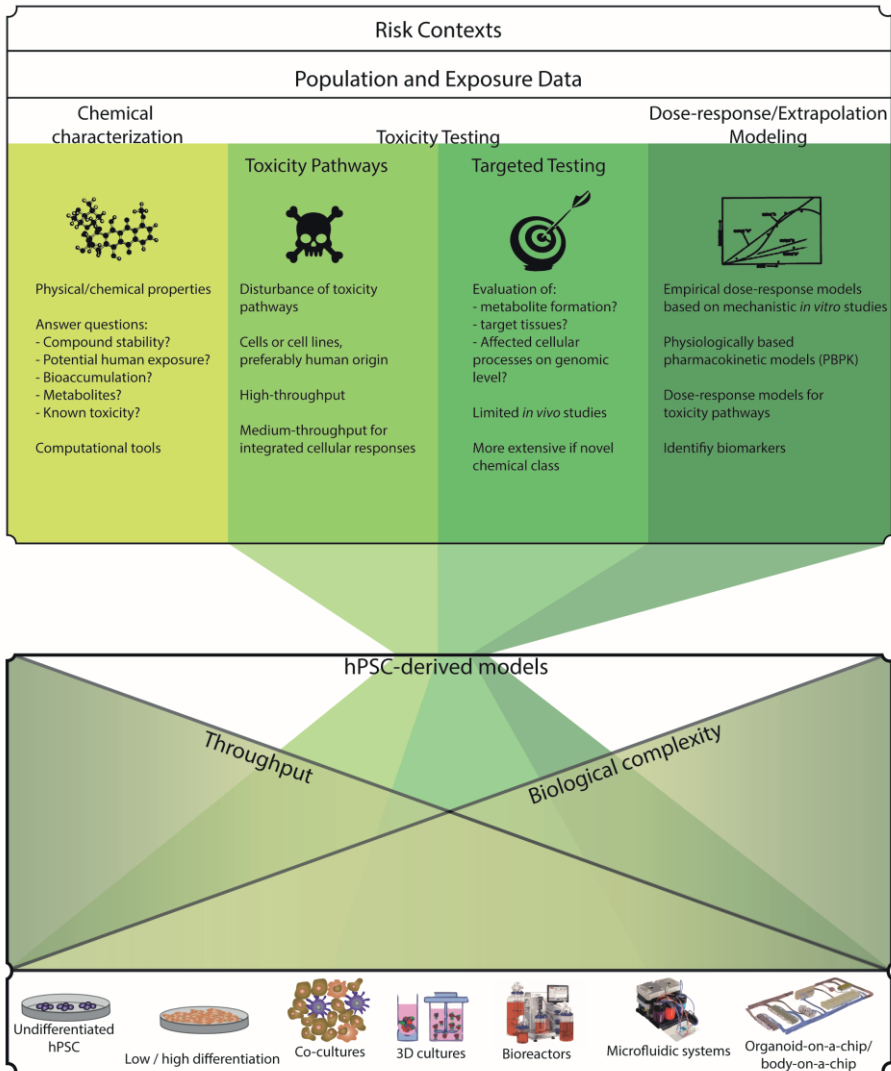 Risk Contexts
Population and Exposure Data
Chemical
characterization
Toxicity Testing
Dose-response/Extrapolation
Modeling
Toxicity Pathways
Targeted Testing
Physical/chemical properties
Answer questions:
- Compound stability?
- Potential human exposure?
- Bioaccumulation?
- Metabolites?
- Known toxicity?
Computational tools
Disturbance of toxicity
pathways
Cells or cell lines,
preferably human origin
High-throughput
Medium-throughput for
integrated cellular responses
Evaluation of:
- metabolite formation?
- target tissues?
- Affected cellular
processes on genomic
level?
Limited in vivo studies
More extensive if novel
chemical class
Empirical dose-response models
based on mechanistic in vitro studies
Physiologically based
pharmacokinetic models (PBPK)
Dose-response models for
toxicity pathways
Identifiy biomarkers
hPSC-derived models
Throughput
Biological complexity
Undifferentiated
hPSC
Low / high differentiation
Co-cultures
3D cultures
Bioreactors
Microfluidic systems
Organoid-on-a-chip/
body-on-a-chip